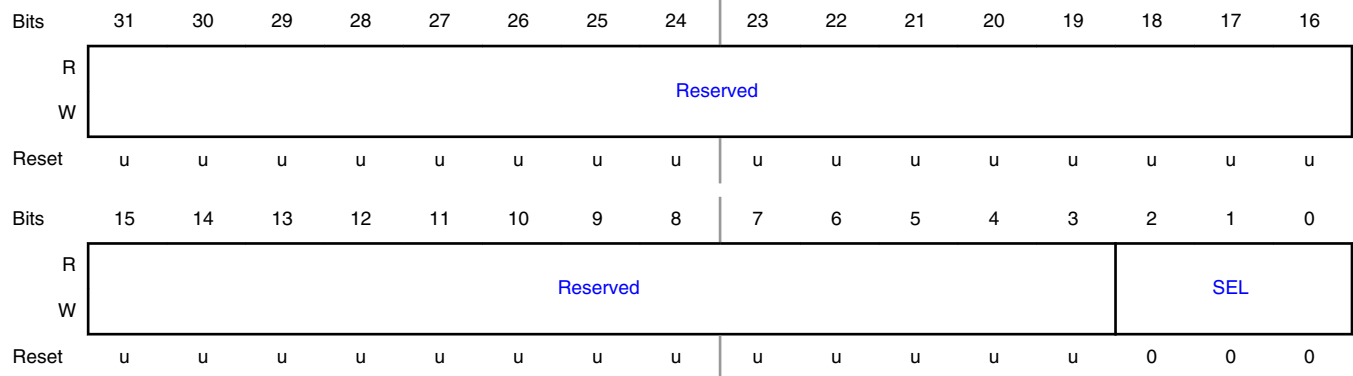 Bits 31 30 29 28 27 26 25 24 23 22 21 20 19 18 17 16
R
Reserved
W
Reset u u u u u u u u u u u u u u u u
Bits 15 14 13 12 11 10 9 8 7 6 5 4 3 2 1 0
R
Reserved SEL
W
Reset u u u u u u u u u u u u u 0 0 0